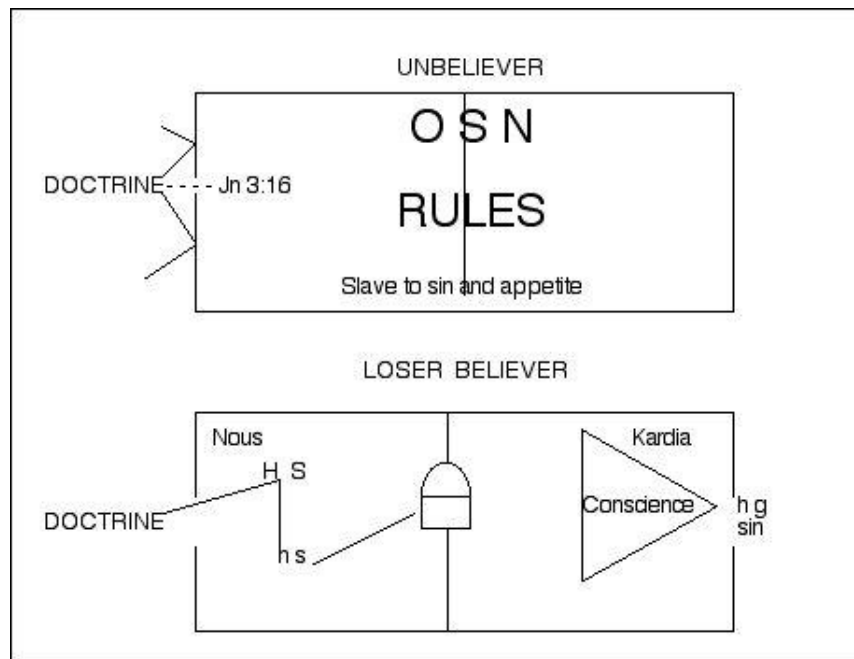 UNBELIEVER
O S N
DOCTRINE Jn 3:16
RULES
Slave to sin and appetite
LOSER BELIEVER
Nous
Kardia
H S
DOCTRINE
Conscience
h g
sin
h s